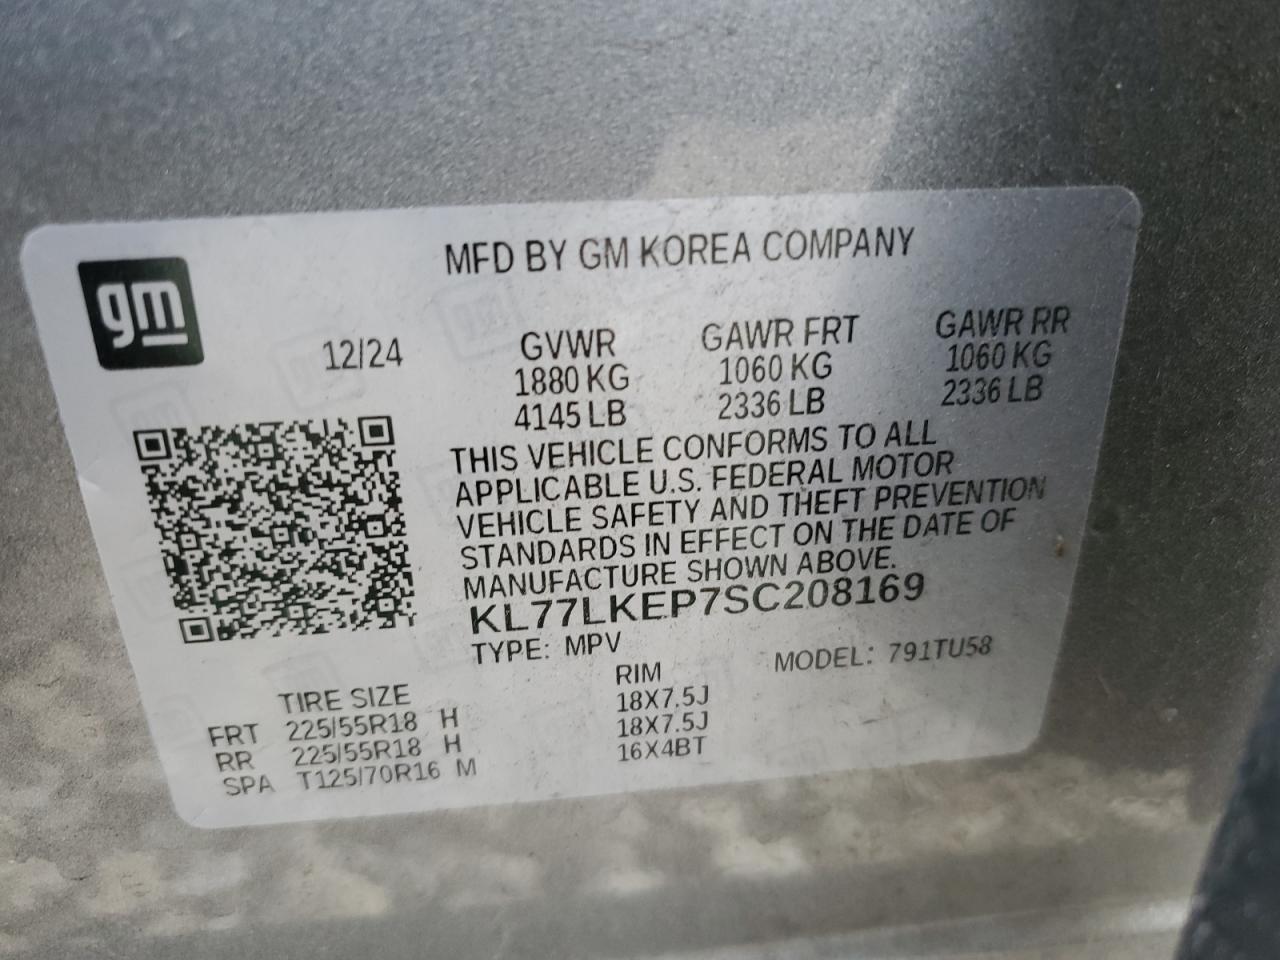 MFD BY GM KOREA COMPANY
gm
12/24 GVWR GAWR FRT GAWR RR
1880 KG 1060 KG 1060 KG
4145 LB 2336 LB 2336 LB
THIS VEHICLE CONFORMS TO ALL
APPLICABLE U.S. FEDERAL MOTOR
VEHICLE SAFETY AND THEFT PREVENTION
STANDARDS IN EFFECT ON THE DATE OF
MANUFACTURE SHOWN ABOVE.
KL77LKEP7SC208169
TYPE: MPV MODEL: 791TU58
TIRE SIZE RIM
FRT 225/55R18 H 18X7.5J
RR 225/55R18 H 18X7.5J
SPA T125/70R16 M 16X4BT